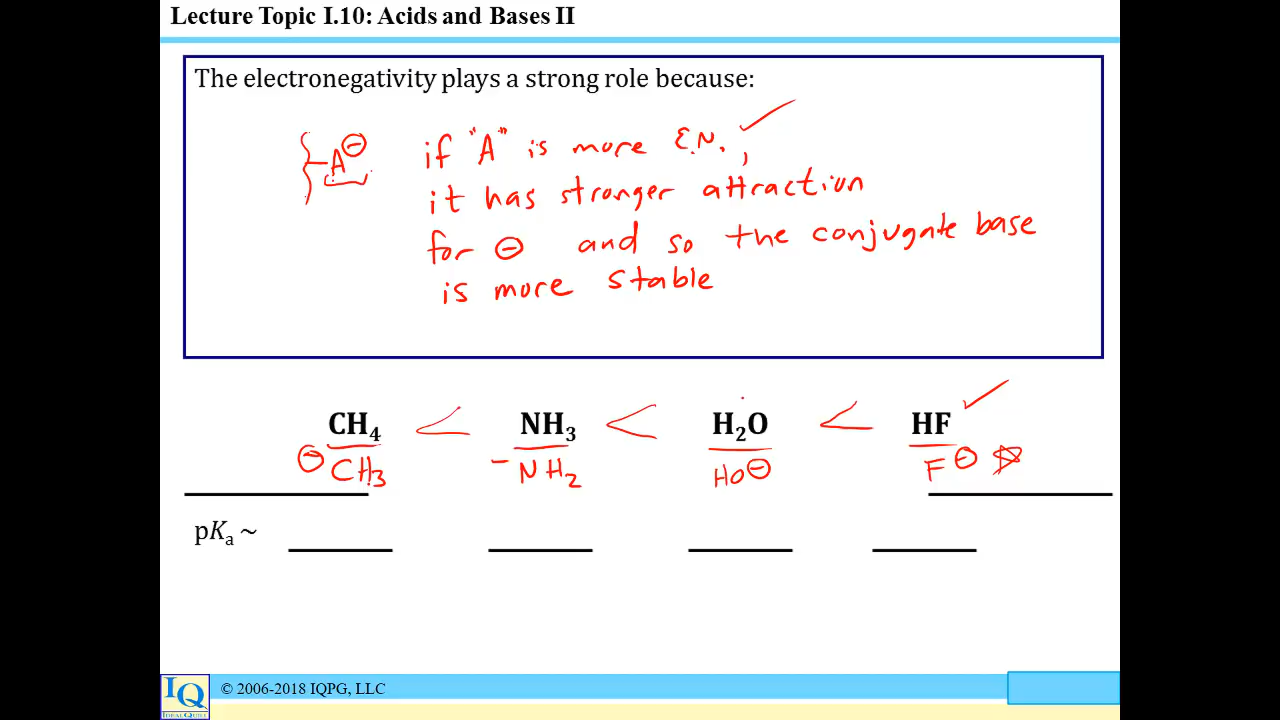 Lecture Topic I.10: Acids and Bases II
The electronegativity plays a strong role because:
A⊖ if "A" is more E.N.,
it has stronger attraction
for ⊖ and so the conjugate base
is more stable
CH₄ < NH₃ < H₂O < HF
⊖CH₃ -NH₂ HO⊖ F⊖
pKa ~
IQ © 2006-2018 IQPG, LLC